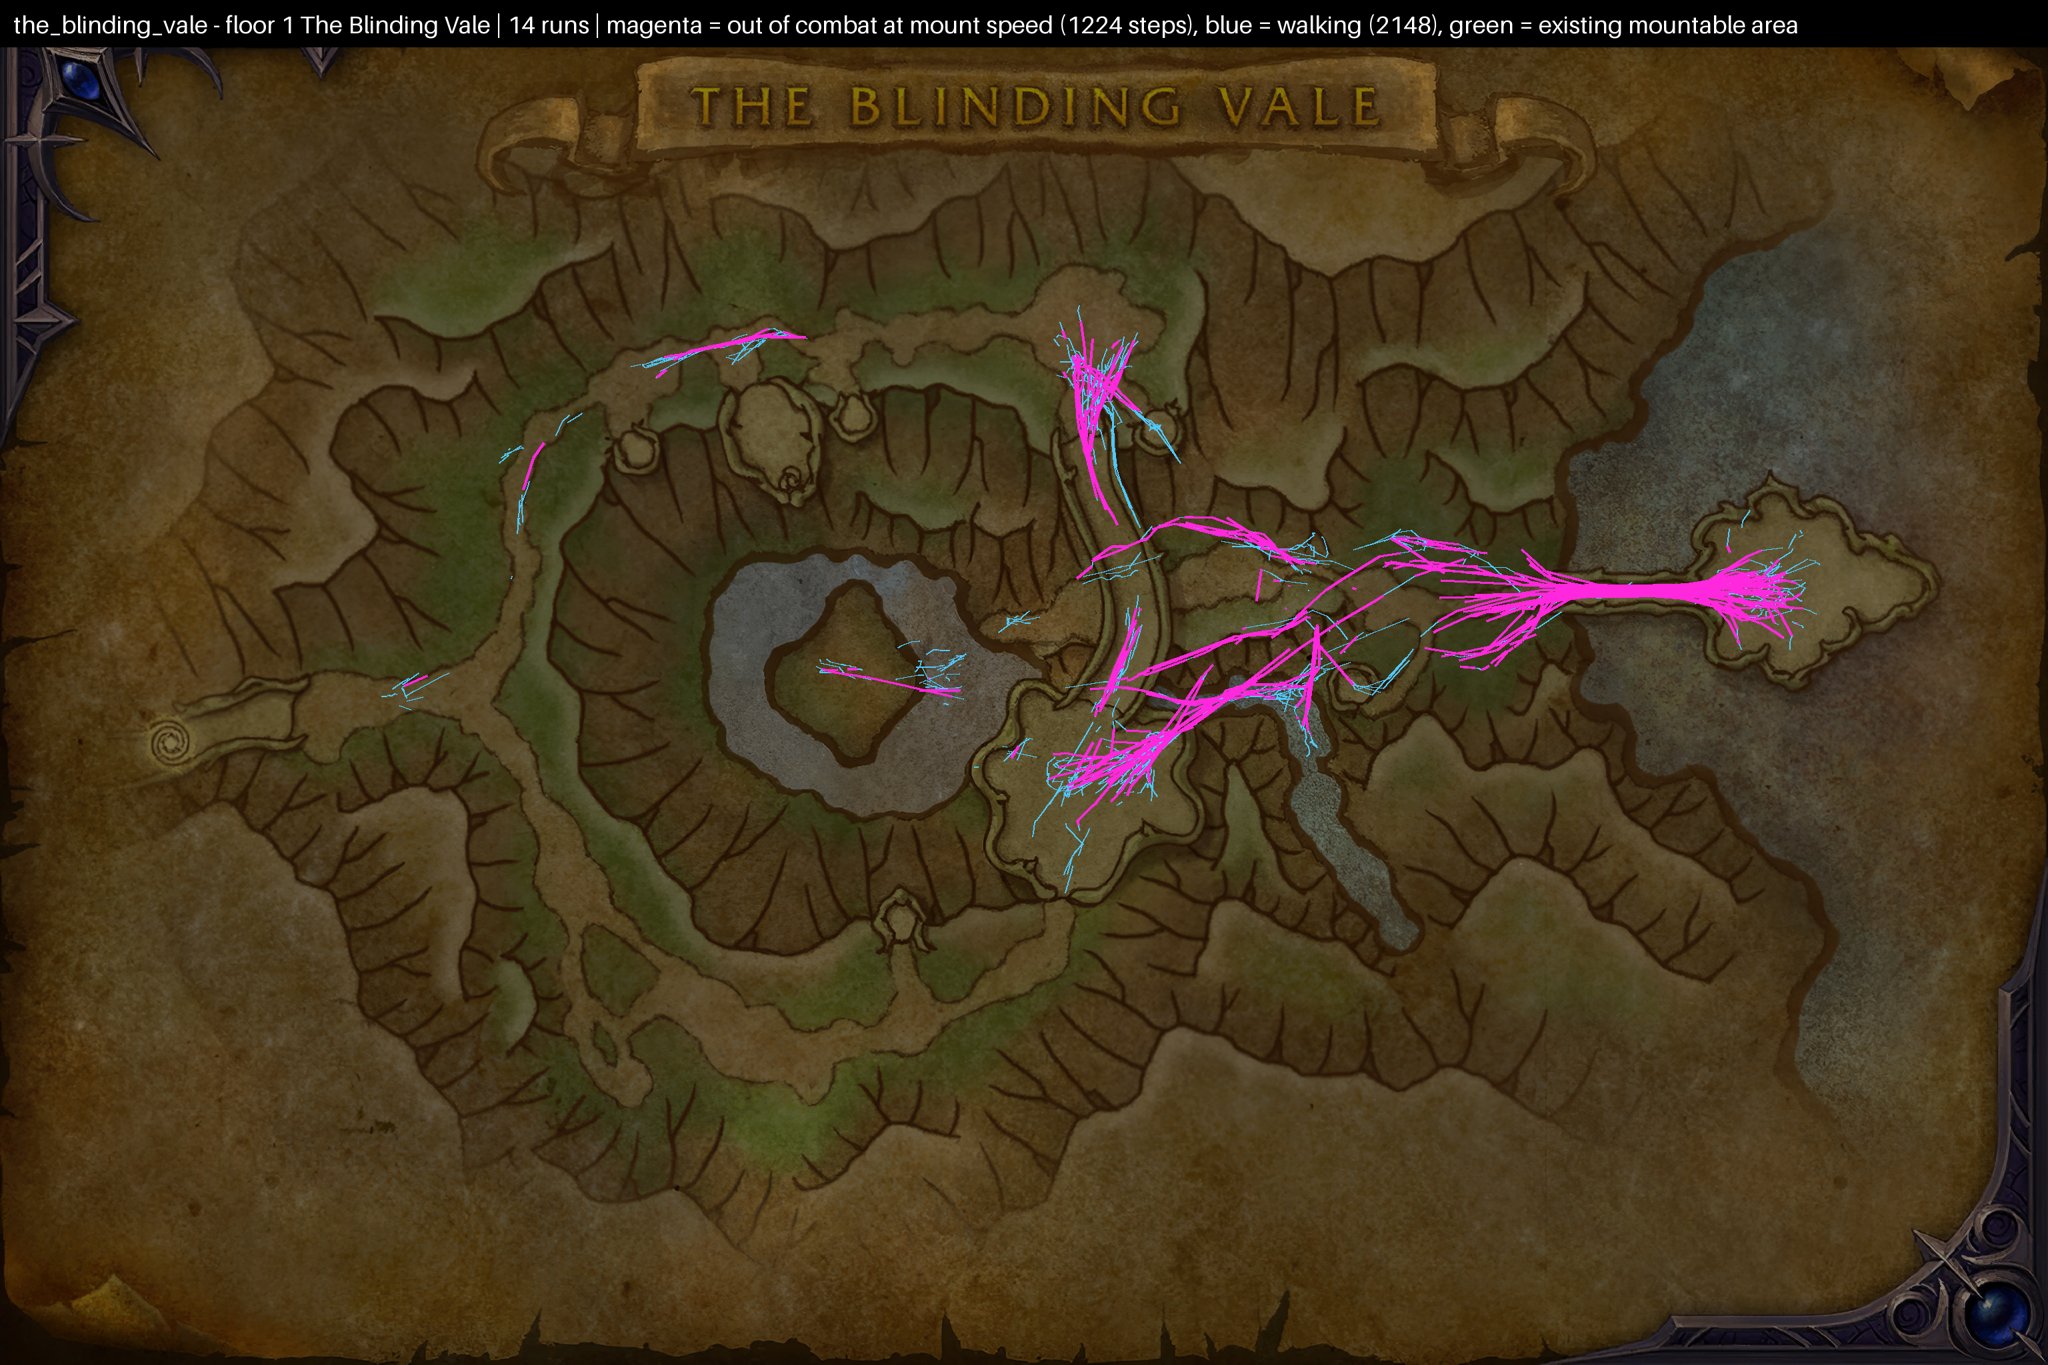 the_blinding_vale - floor 1 The Blinding Vale | 14 runs | magenta = out of combat at mount speed (1224 steps), blue = walking (2148), green = existing mountable area
THE BLINDING VALE